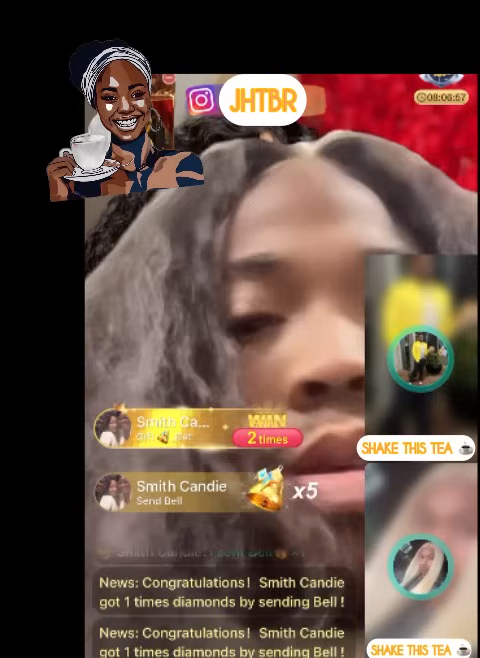 JHTBR
08:06:57
Smith Ca...
WIN
2 times
Smith Candie
Send Bell
x5
SHAKE THIS TEA
Smith Candie:
News: Congratulations! Smith Candie
got 1 times diamonds by sending Bell !
News: Congratulations! Smith Candie
got 1 times diamonds by sending Bell !
SHAKE THIS TEA